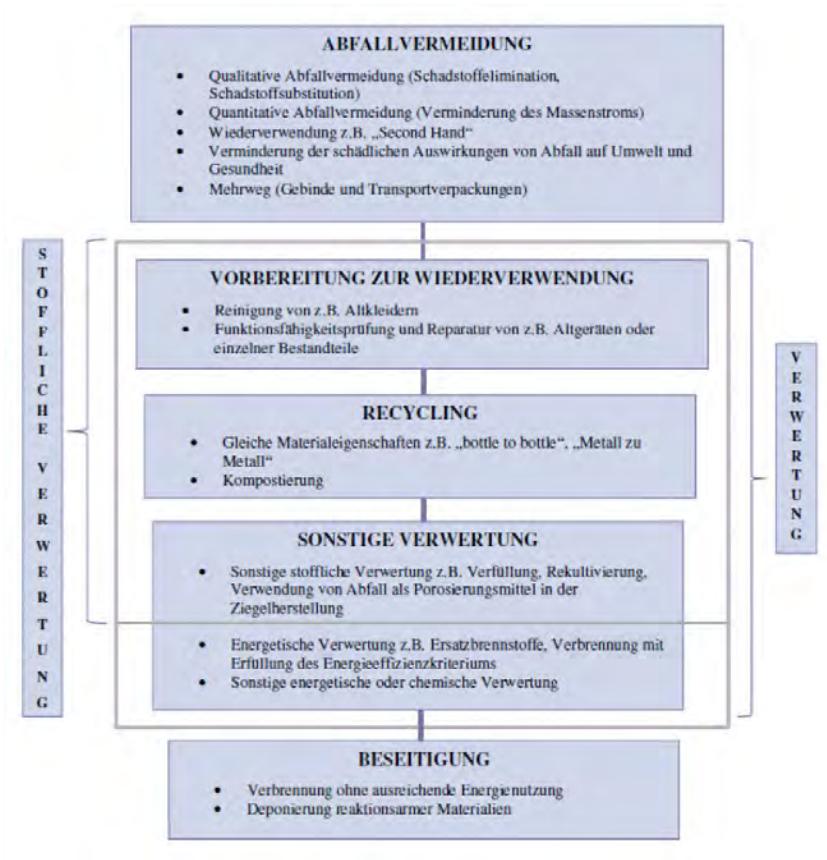 ABFALLVERMEIDUNG
• Qualitative Abfallvermeidung (Schadstoffelimination,
Schadstoffsubstitution)
• Quantitative Abfallvermeidung (Verminderung des Massenstroms)
• Wiederverwendung z.B. „Second Hand“
• Verminderung der schädlichen Auswirkungen von Abfall auf Umwelt und
Gesundheit
• Mehrweg (Gebinde und Transportverpackungen)
STOFFLICHE VERWERTUNG
VORBEREITUNG ZUR WIEDERVERWENDUNG
• Reinigung von z.B. Altkleidern
• Funktionsfähigkeitsprüfung und Reparatur von z.B. Altgeräten oder
einzelner Bestandteile
RECYCLING
• Gleiche Materialeigenschaften z.B. „bottle to bottle“, „Metall zu
Metall“
• Kompostierung
SONSTIGE VERWERTUNG
• Sonstige stoffliche Verwertung z.B. Verfüllung, Rekultivierung,
Verwendung von Abfall als Porosierungsmittel in der
Ziegelherstellung
• Energetische Verwertung z.B. Ersatzbrennstoffe, Verbrennung mit
Erfüllung des Energieeffizienzkriteriums
• Sonstige energetische oder chemische Verwertung
VERWERTUNG
BESEITIGUNG
• Verbrennung ohne ausreichende Energienutzung
• Deponierung reaktionsarmer Materialien